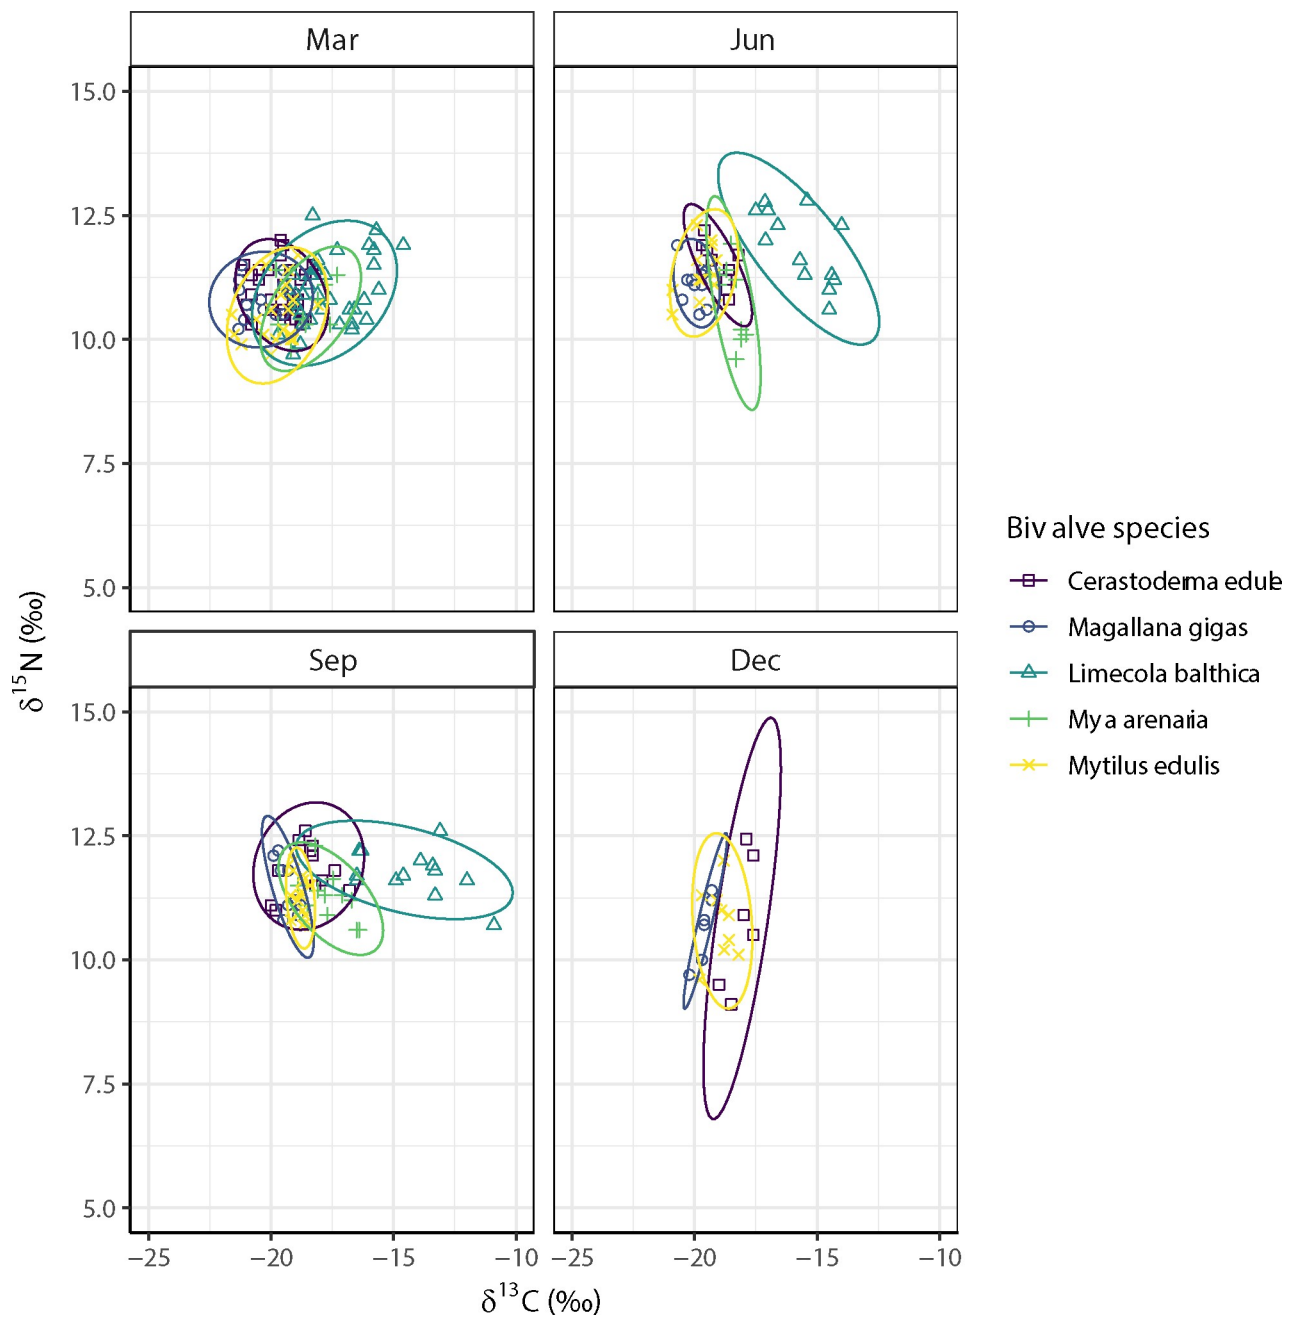 Mar
Jun
15.0
12.5
10.0
7.5
5.0
Sep
Dec
15.0
12.5
10.0
7.5
5.0
−25
−20
−15
−10
−25
−20
−15
−10
δ15N (‰)
δ13C (‰)
Bivalve species
Cerastoderma edule
Magallana gigas
Limecola balthica
Mya arenaria
Mytilus edulis